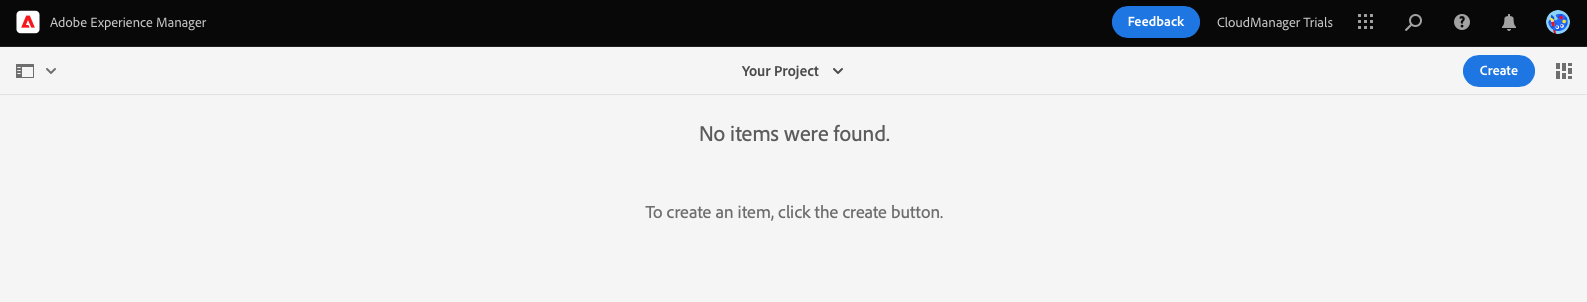 Adobe Experience Manager
Feedback
CloudManager Trials
Your Project
Create
No items were found.
To create an item, click the create button.